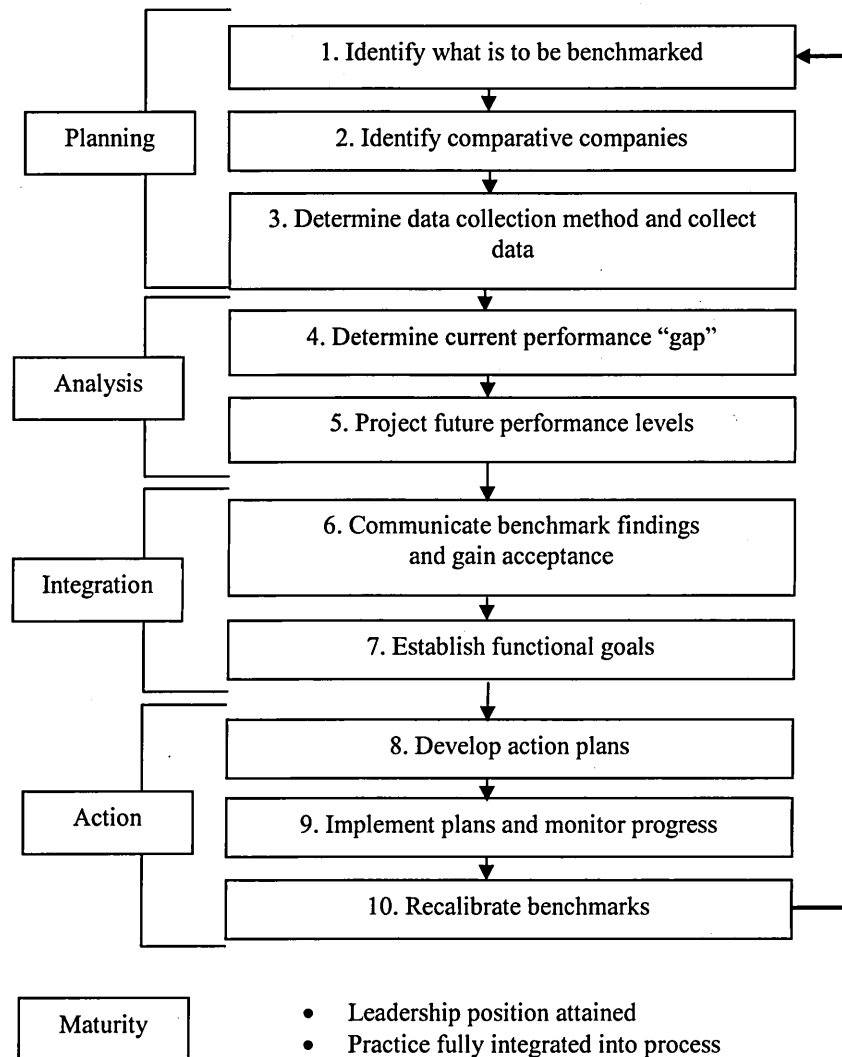 1. Identify what is to be benchmarked
Planning
2. Identify comparative companies
3. Determine data collection method and collect
data
4. Determine current performance “gap”
Analysis
5. Project future performance levels
6. Communicate benchmark findings
and gain acceptance
Integration
7. Establish functional goals
8. Develop action plans
Action
9. Implement plans and monitor progress
10. Recalibrate benchmarks
Maturity
• Leadership position attained
• Practice fully integrated into process